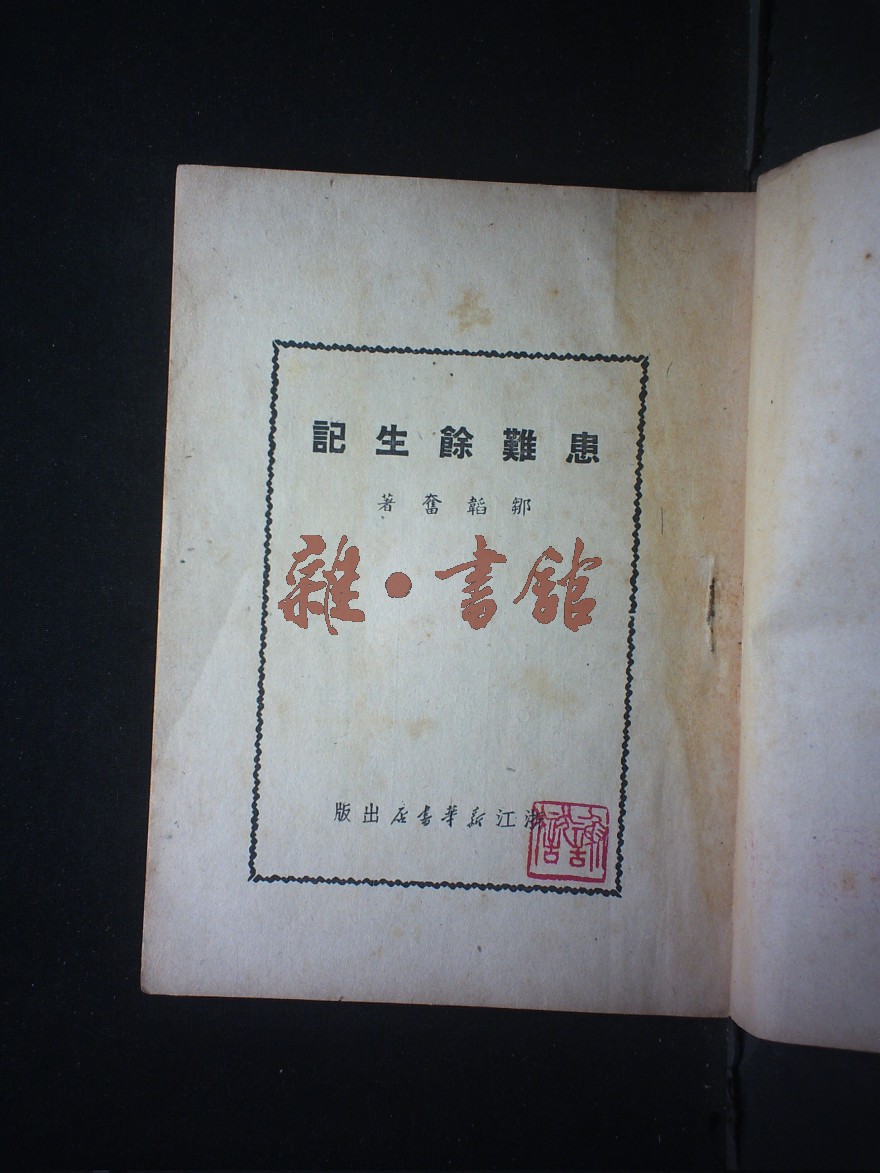 患難餘生記
鄒韜奮著
雜·書館
浙江新華書店出版